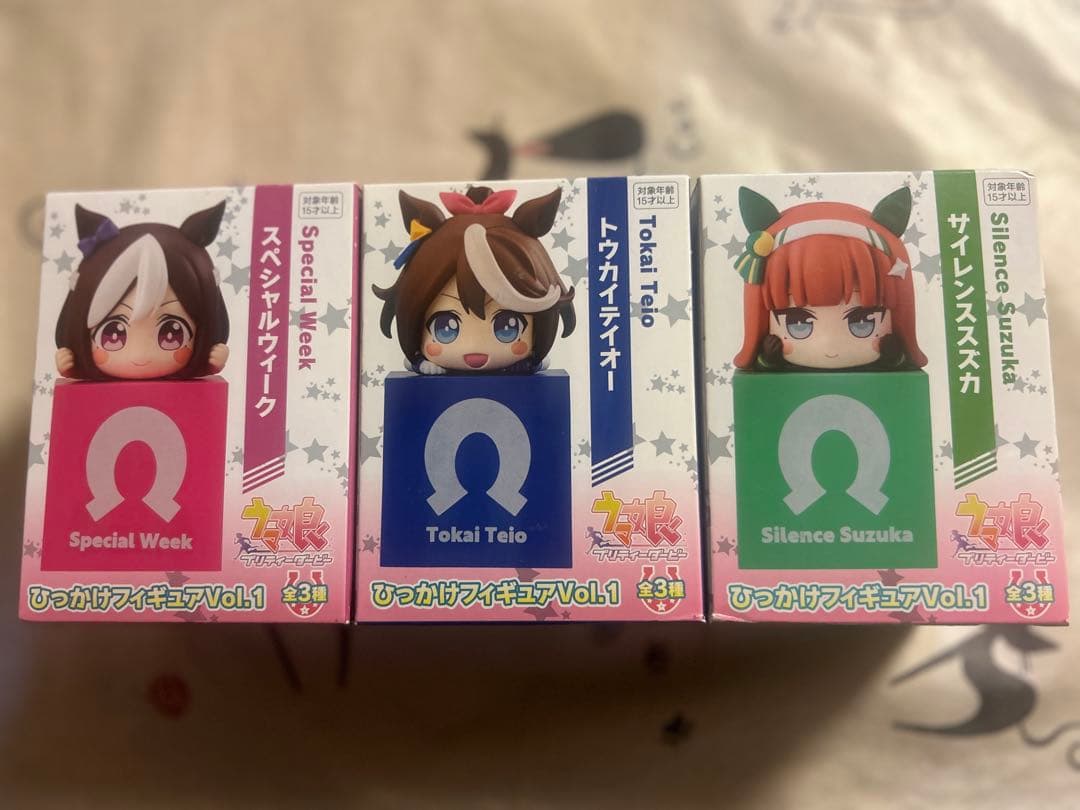 対象年齢
15才以上
Special Week
スペシャルウィーク
Special Week
ウマ娘
プリティーダービー
ひっかけフィギュアVol.1
全3種
対象年齢
15才以上
Tokai Teio
トウカイテイオー
Tokai Teio
ウマ娘
プリティーダービー
ひっかけフィギュアVol.1
全3種
対象年齢
15才以上
Silence Suzuka
サイレンススズカ
Silence Suzuka
ウマ娘
プリティーダービー
ひっかけフィギュアVol.1
全3種